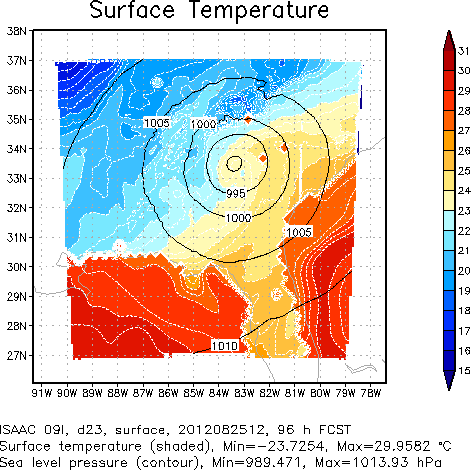 Surface Temperature
38N
37N
36N
35N
34N
33N
32N
31N
30N
29N
28N
27N
1005
1000
995
1000
1005
1010
91W 90W 89W 88W 87W 86W 85W 84W 83W 82W 81W 80W 79W 78W
31
30
29
28
27
26
25
24
23
22
21
20
19
18
17
16
15
ISAAC 09l, d23, surface, 2012082512, 96 h FCST
Surface temperature (shaded), Min=−23.7254, Max=29.9582 °C
Sea level pressure (contour), Min=989.471, Max=1013.93 hPa